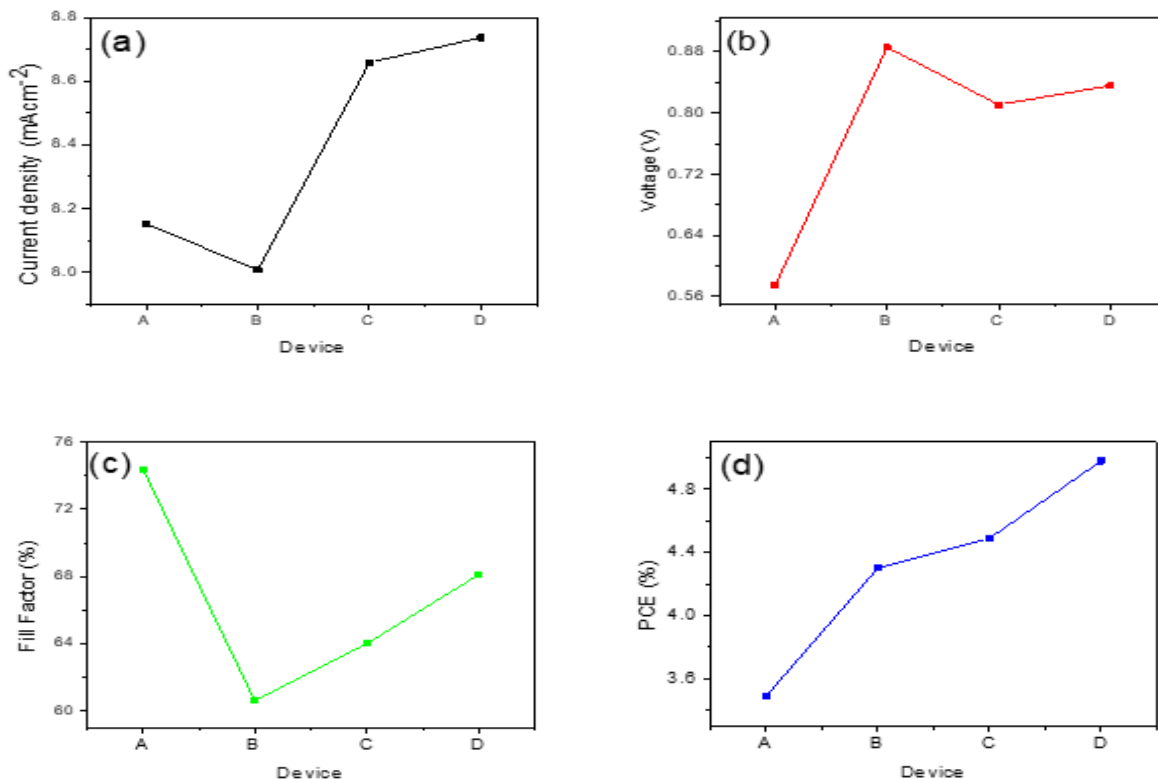 (a)
Current density (mAcm⁻²)
8.8
8.6
8.4
8.2
8.0
A B C D
Device
(b)
Voltage (V)
0.88
0.80
0.72
0.64
0.56
A B C D
Device
(c)
Fill Factor (%)
76
72
68
64
60
A B C D
Device
(d)
PCE (%)
4.8
4.4
4.0
3.6
A B C D
Device